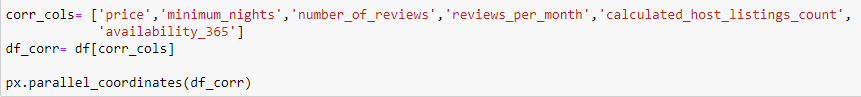 corr_cols= ['price','minimum_nights','number_of_reviews','reviews_per_month','calculated_host_listings_count',
'availability_365']
df_corr= df[corr_cols]
px.parallel_coordinates(df_corr)